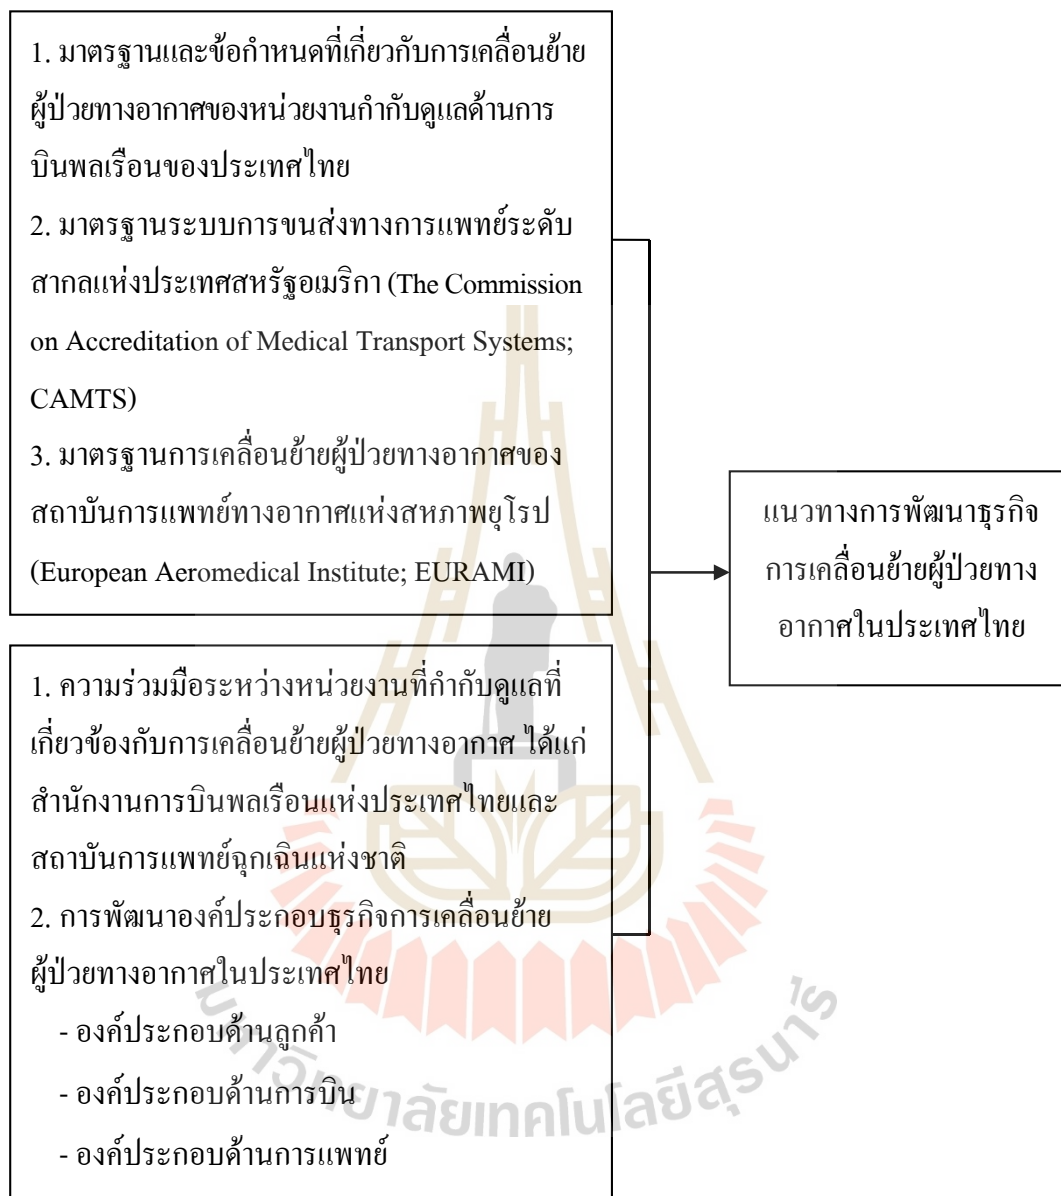 1. มาตรฐานและข้อกำหนดที่เกี่ยวกับการเคลื่อนย้าย
ผู้ป่วยทางอากาศของหน่วยงานกำกับดูแลด้านการ
บินพลเรือนของประเทศไทย
2. มาตรฐานระบบการขนส่งทางการแพทย์ระดับ
สากลแห่งประเทศสหรัฐอเมริกา (The Commission
on Accreditation of Medical Transport Systems;
CAMTS)
3. มาตรฐานการเคลื่อนย้ายผู้ป่วยทางอากาศของ
สถาบันการแพทย์ทางอากาศแห่งสหภาพยุโรป
(European Aeromedical Institute; EURAMI)
1. ความร่วมมือระหว่างหน่วยงานที่กำกับดูแลที่
เกี่ยวข้องกับการเคลื่อนย้ายผู้ป่วยทางอากาศ ได้แก่
สำนักงานการบินพลเรือนแห่งประเทศไทยและ
สถาบันการแพทย์ฉุกเฉินแห่งชาติ
2. การพัฒนาองค์ประกอบธุรกิจการเคลื่อนย้าย
ผู้ป่วยทางอากาศในประเทศไทย
- องค์ประกอบด้านลูกค้า
- องค์ประกอบด้านการบิน
- องค์ประกอบด้านการแพทย์
แนวทางการพัฒนาธุรกิจ
การเคลื่อนย้ายผู้ป่วยทาง
อากาศในประเทศไทย
มหาวิทยาลัยเทคโนโลยีสุรนารี